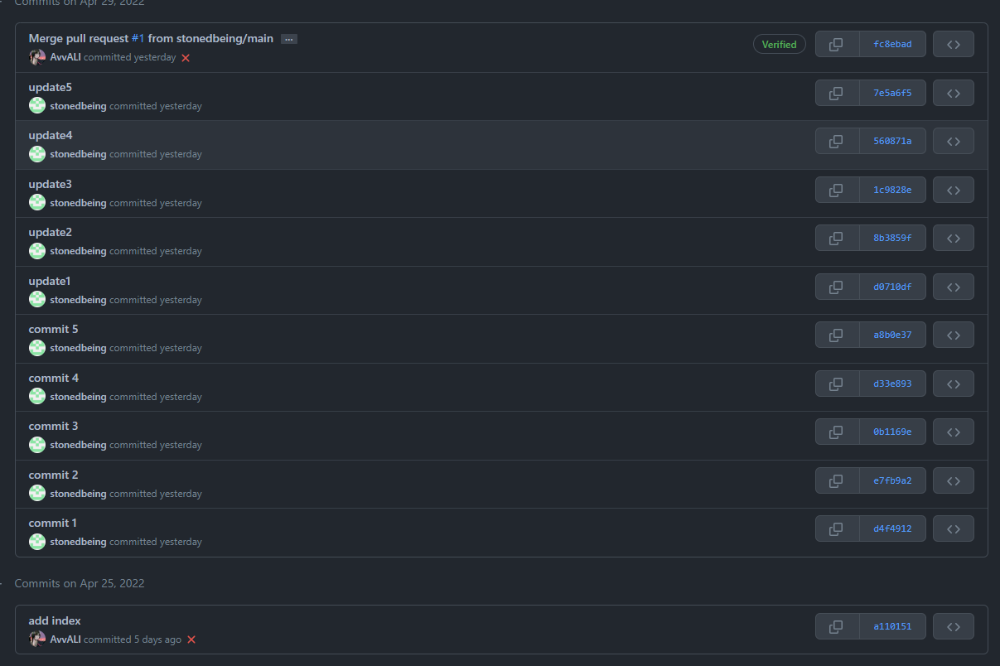 Commits on Apr 29, 2022
Merge pull request #1 from stonedbeing/main ...
AvvALI committed yesterday
Verified
fc8ebad
update5
stonedbeing committed yesterday
7e5a6f5
update4
stonedbeing committed yesterday
560871a
update3
stonedbeing committed yesterday
1c9828e
update2
stonedbeing committed yesterday
8b3859f
update1
stonedbeing committed yesterday
d0710df
commit 5
stonedbeing committed yesterday
a8b0e37
commit 4
stonedbeing committed yesterday
d33e893
commit 3
stonedbeing committed yesterday
0b1169e
commit 2
stonedbeing committed yesterday
e7fb9a2
commit 1
stonedbeing committed yesterday
d4f4912
Commits on Apr 25, 2022
add index
AvvALI committed 5 days ago
a110151